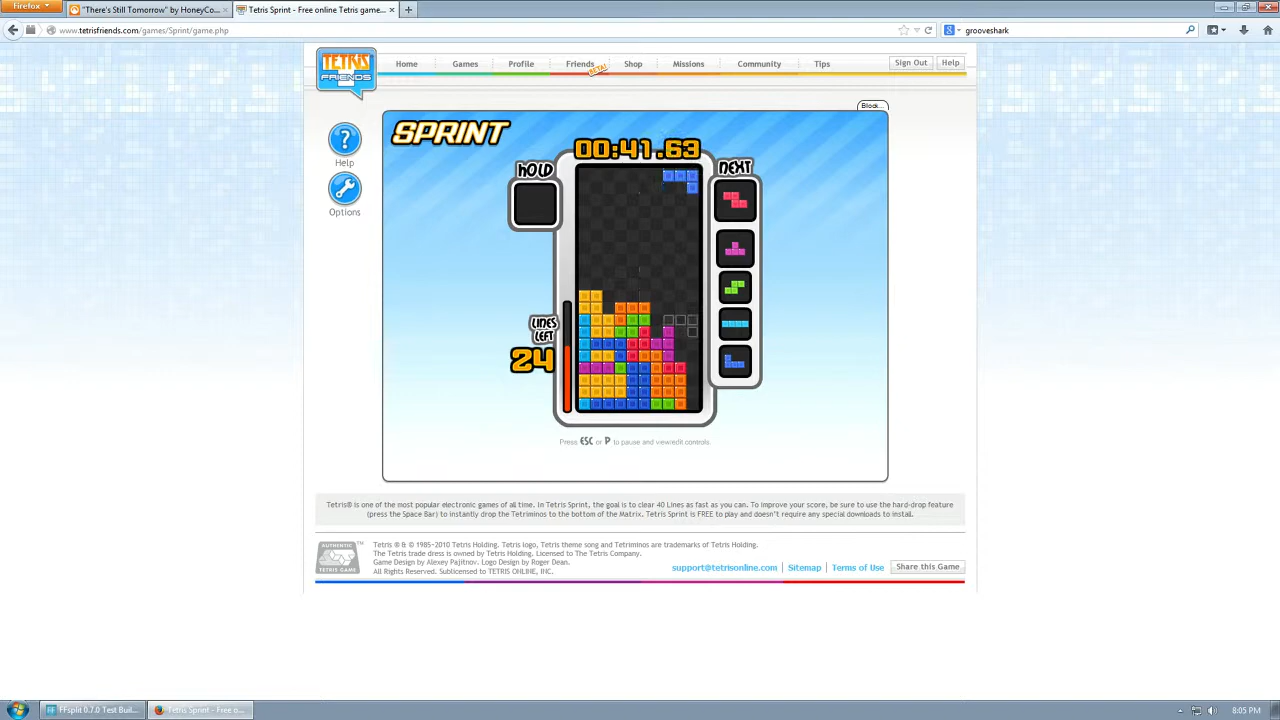 Firefox
"There's Still Tomorrow" by HoneyCo...
Tetris Sprint - Free online Tetris game...
www.tetrisfriends.com/games/Sprint/game.php
grooveshark
TETRIS
FRIENDS
Home
Games
Profile
Friends
BETA!
Shop
Missions
Community
Tips
Sign Out
Help
Block...
SPRINT
00:41.63
Help
Options
HOLD
NEXT
LINES
LEFT
24
Press ESC or P to pause and view/edit controls.
Tetris® is one of the most popular electronic games of all time. In Tetris Sprint, the goal is to clear 40 Lines as fast as you can. To improve your score, be sure to use the hard-drop feature
(press the Space Bar) to instantly drop the Tetriminos to the bottom of the Matrix. Tetris Sprint is FREE to play and doesn't require any special downloads to install.
AUTHENTIC
TETRIS GAME
Tetris ® & © 1985-2010 Tetris Holding. Tetris logo, Tetris theme song and Tetriminos are trademarks of Tetris Holding.
The Tetris trade dress is owned by Tetris Holding. Licensed to The Tetris Company.
Game Design by Alexey Pajitnov. Logo Design by Roger Dean.
All Rights Reserved. Sublicensed to TETRIS ONLINE, INC.
support@tetrisonline.com
Sitemap
Terms of Use
Share this Game
FFsplit 0.7.0 Test Buil...
Tetris Sprint - Free o...
8:05 PM